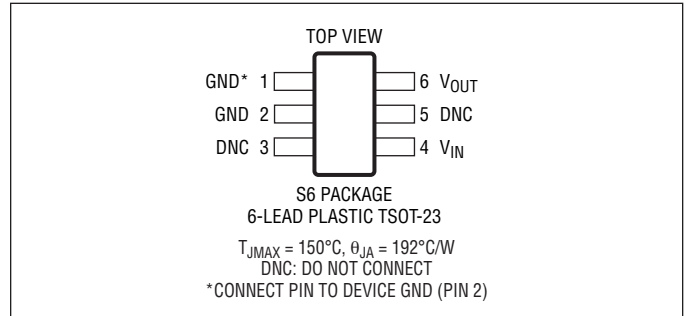 TOP VIEW
GND* 1
6 VOUT
GND 2
5 DNC
DNC 3
4 VIN
S6 PACKAGE
6-LEAD PLASTIC TSOT-23
TJMAX = 150°C, θJA = 192°C/W
DNC: DO NOT CONNECT
*CONNECT PIN TO DEVICE GND (PIN 2)